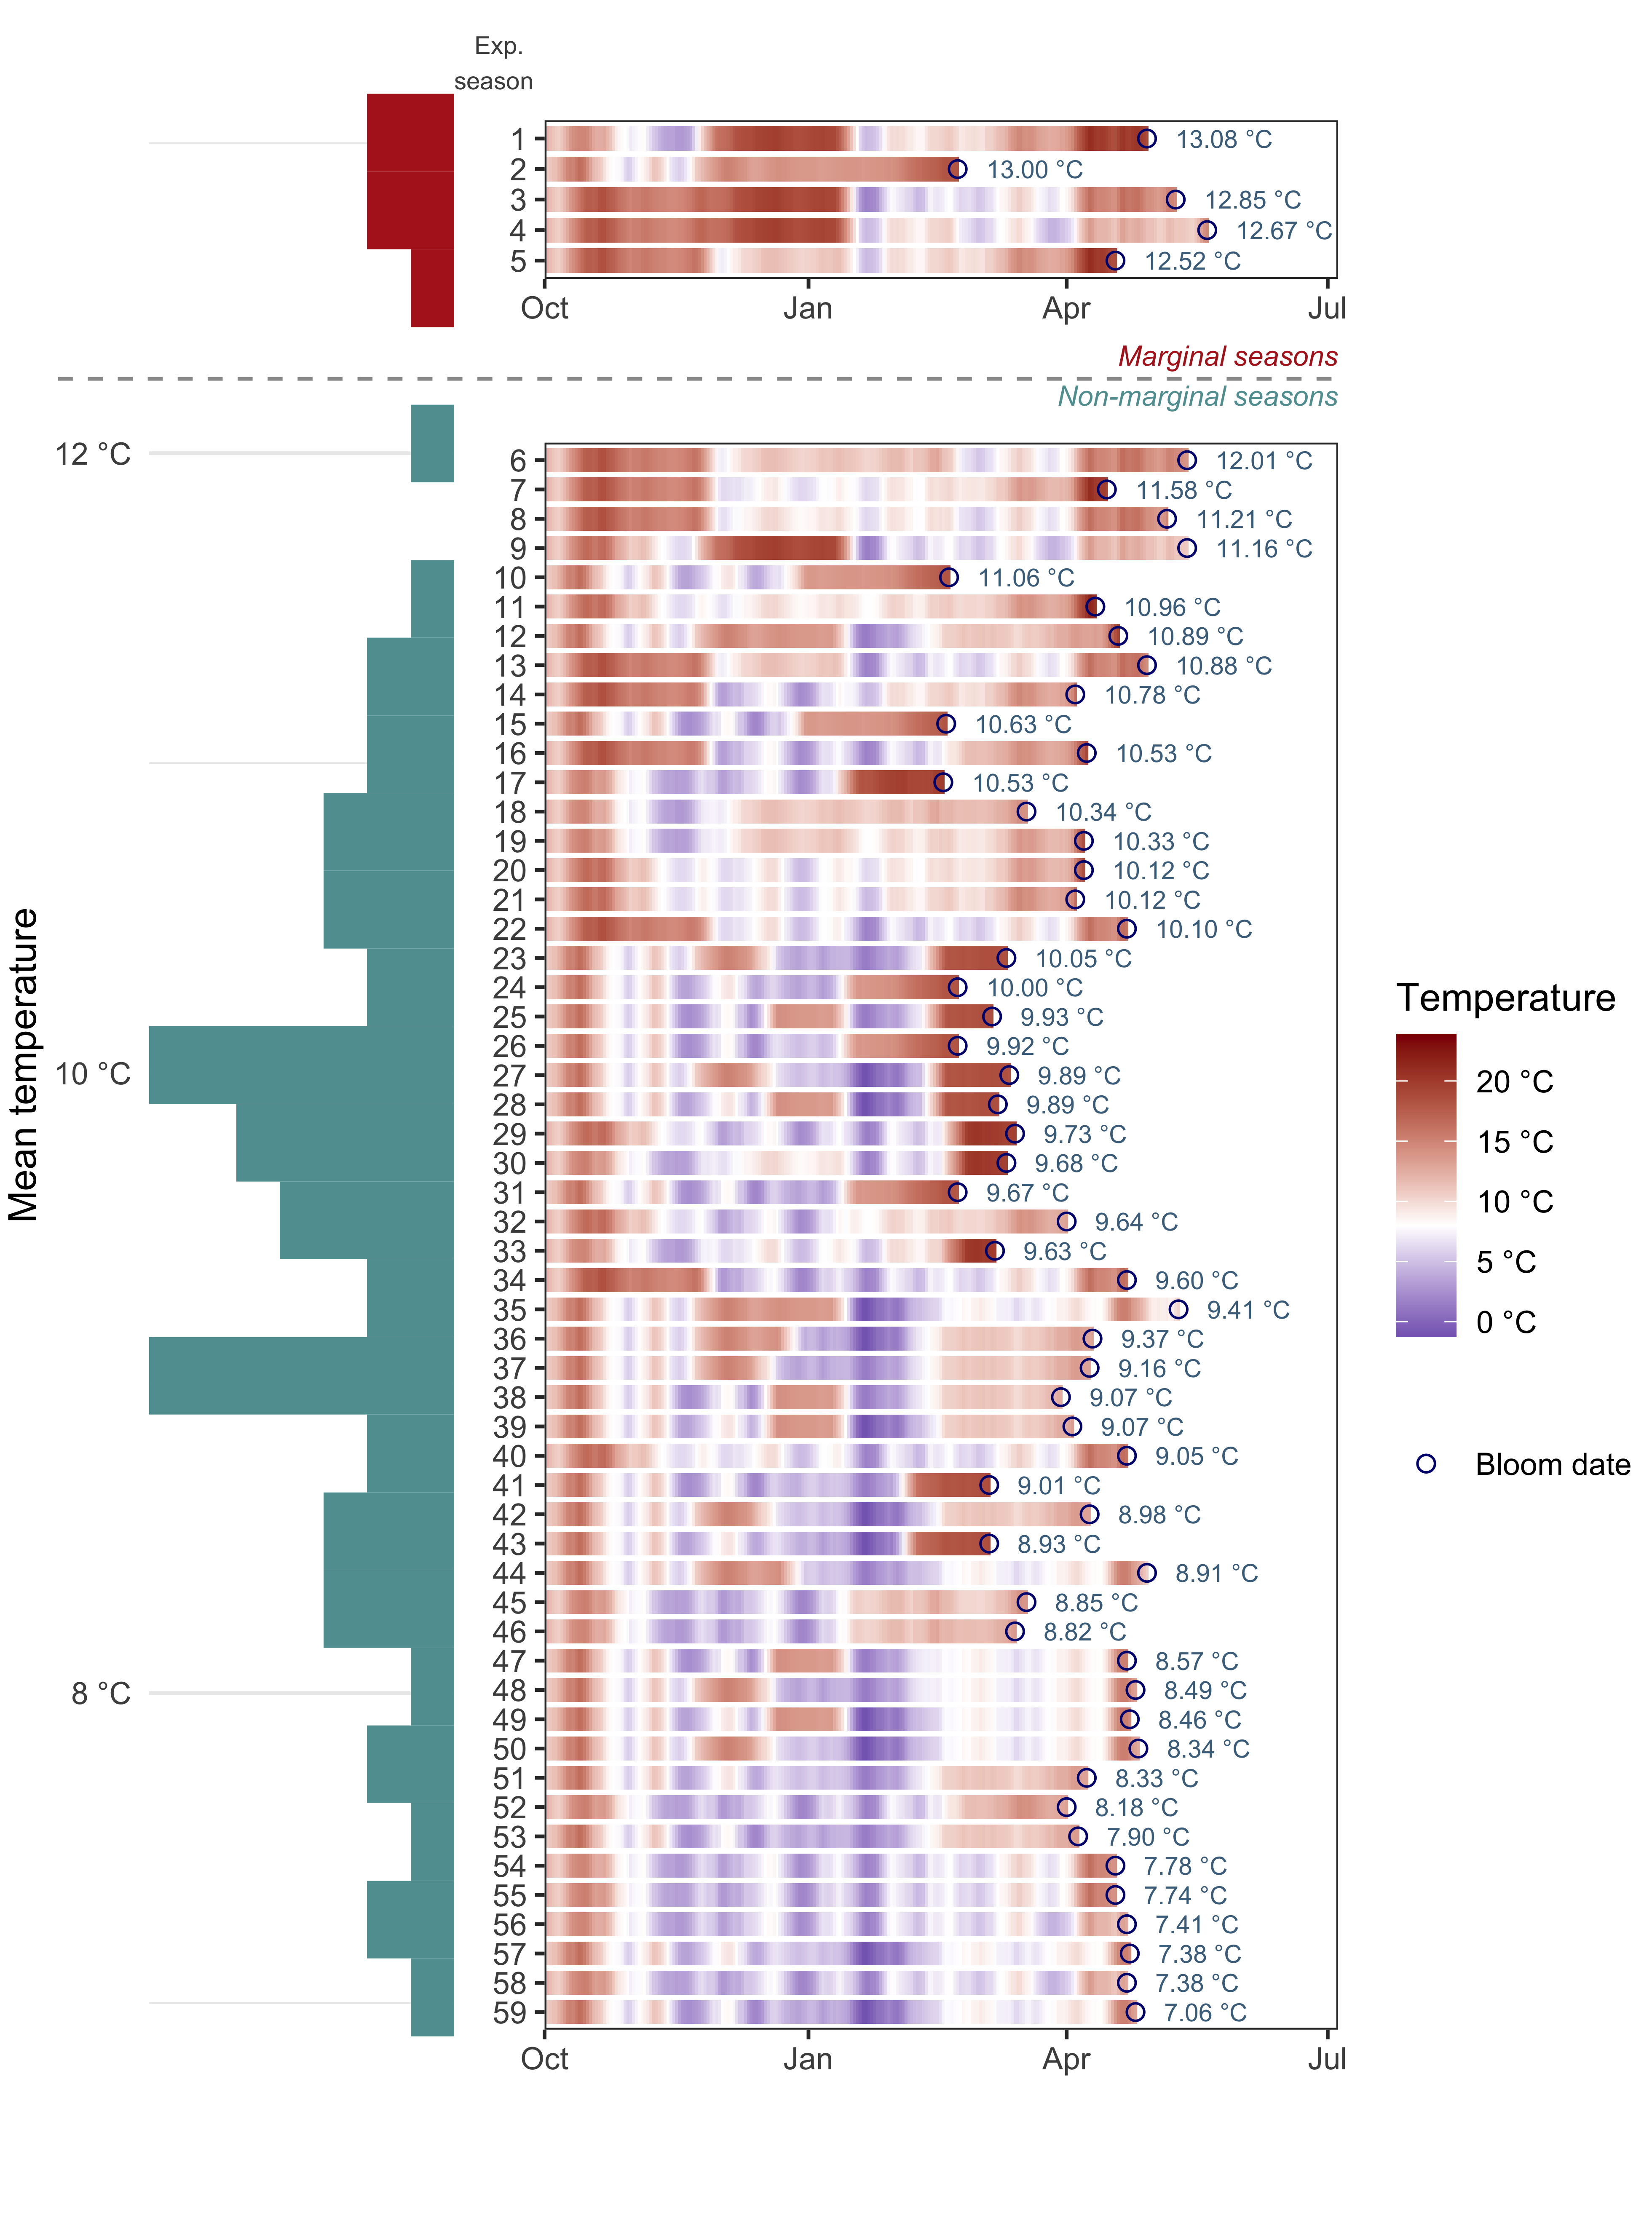 Exp.
season
1 13.08 °C
2 13.00 °C
3 12.85 °C
4 12.67 °C
5 12.52 °C
Oct Jan Apr Jul
Marginal seasons
Non-marginal seasons
Mean temperature
12 °C
10 °C
8 °C
6 12.01 °C
7 11.58 °C
8 11.21 °C
9 11.16 °C
10 11.06 °C
11 10.96 °C
12 10.89 °C
13 10.88 °C
14 10.78 °C
15 10.63 °C
16 10.53 °C
17 10.53 °C
18 10.34 °C
19 10.33 °C
20 10.12 °C
21 10.12 °C
22 10.10 °C
23 10.05 °C
24 10.00 °C
25 9.93 °C
26 9.92 °C
27 9.89 °C
28 9.89 °C
29 9.73 °C
30 9.68 °C
31 9.67 °C
32 9.64 °C
33 9.63 °C
34 9.60 °C
35 9.41 °C
36 9.37 °C
37 9.16 °C
38 9.07 °C
39 9.07 °C
40 9.05 °C
41 9.01 °C
42 8.98 °C
43 8.93 °C
44 8.91 °C
45 8.85 °C
46 8.82 °C
47 8.57 °C
48 8.49 °C
49 8.46 °C
50 8.34 °C
51 8.33 °C
52 8.18 °C
53 7.90 °C
54 7.78 °C
55 7.74 °C
56 7.41 °C
57 7.38 °C
58 7.38 °C
59 7.06 °C
Oct Jan Apr Jul
Temperature
20 °C
15 °C
10 °C
5 °C
0 °C
Bloom date